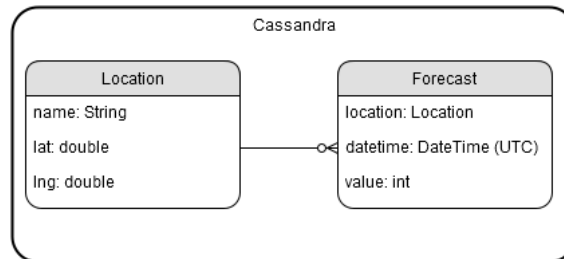 Cassandra
Location
name: String
lat: double
lng: double
Forecast
location: Location
datetime: DateTime (UTC)
value: int